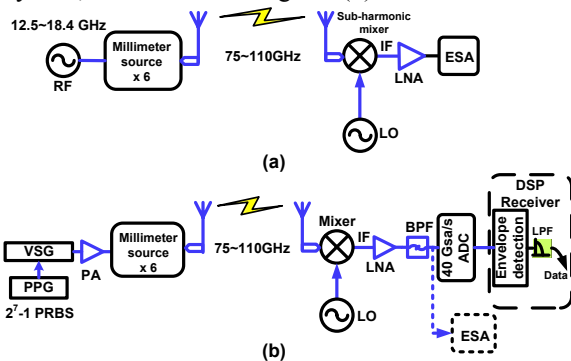 12.5~18.4 GHz
RF
Millimeter
source
x 6
75~110GHz
Sub-harmonic
mixer
IF
LNA
ESA
LO
(a)
VSG
PPG
2⁷-1 PRBS
PA
Millimeter
source
x 6
75~110GHz
Mixer
IF
LNA
LO
BPF
40 Gsa/s
ADC
DSP
Receiver
Envelope
detection
LPF
Data
ESA
(b)